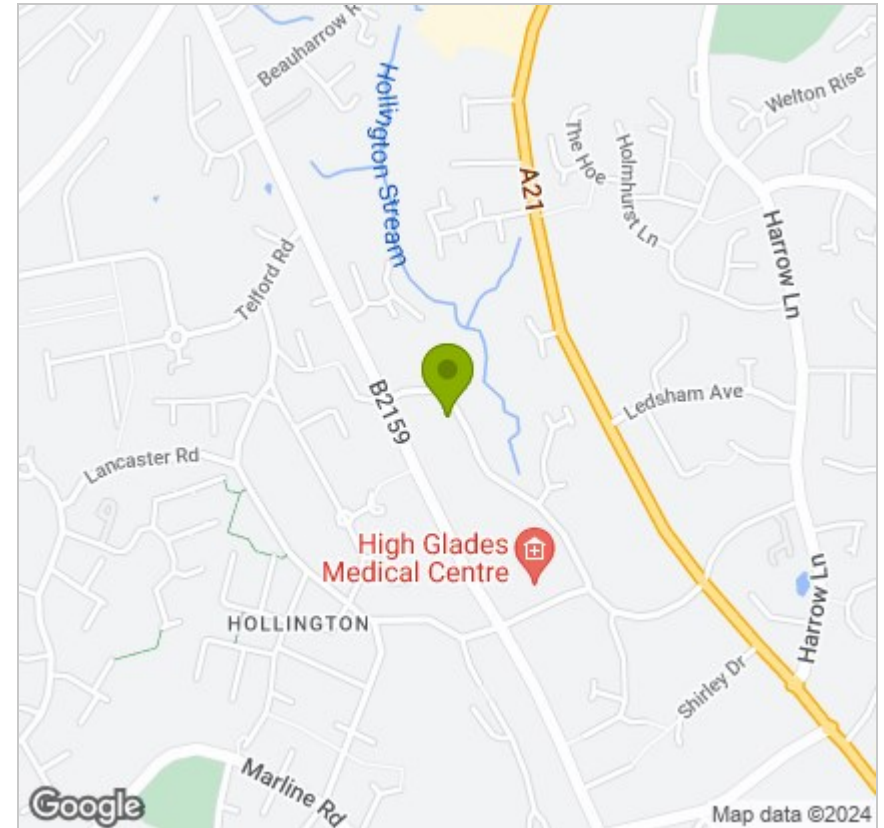 Beauharrow R
Hollington Stream
Welton Rise
The Hoe
Holmhurst Ln
A21
Harrow Ln
Telford Rd
B2159
Ledsham Ave
Lancaster Rd
High Glades
Medical Centre
HOLLINGTON
Harrow Ln
Shirley Dr
Marline Rd
Google
Map data ©2024